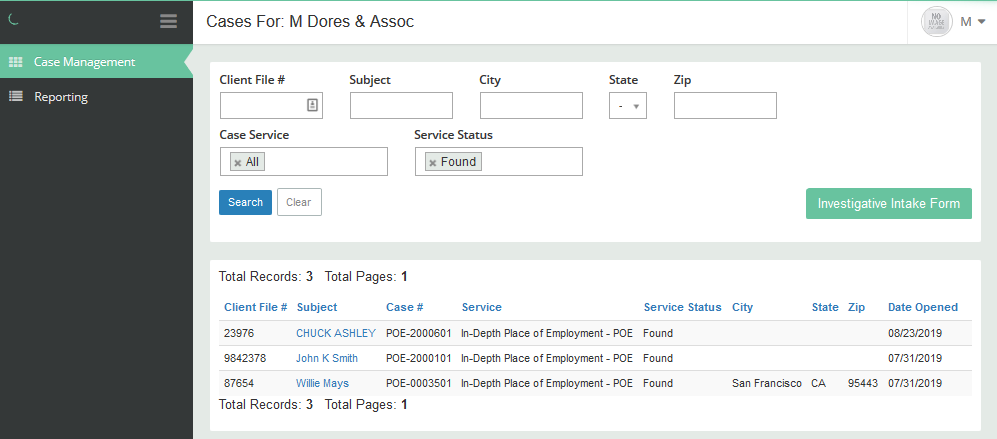 Cases For: M Dores & Assoc
NO IMAGE
M
Case Management
Reporting
Client File # Subject City State Zip
-
Case Service Service Status
× All × Found
Search Clear Investigative Intake Form
Total Records: 3 Total Pages: 1
Client File # Subject Case # Service Service Status City State Zip Date Opened
23976 CHUCK ASHLEY POE-2000601 In-Depth Place of Employment - POE Found 08/23/2019
9842378 John K Smith POE-2000101 In-Depth Place of Employment - POE Found 07/31/2019
87654 Willie Mays POE-0003501 In-Depth Place of Employment - POE Found San Francisco CA 95443 07/31/2019
Total Records: 3 Total Pages: 1